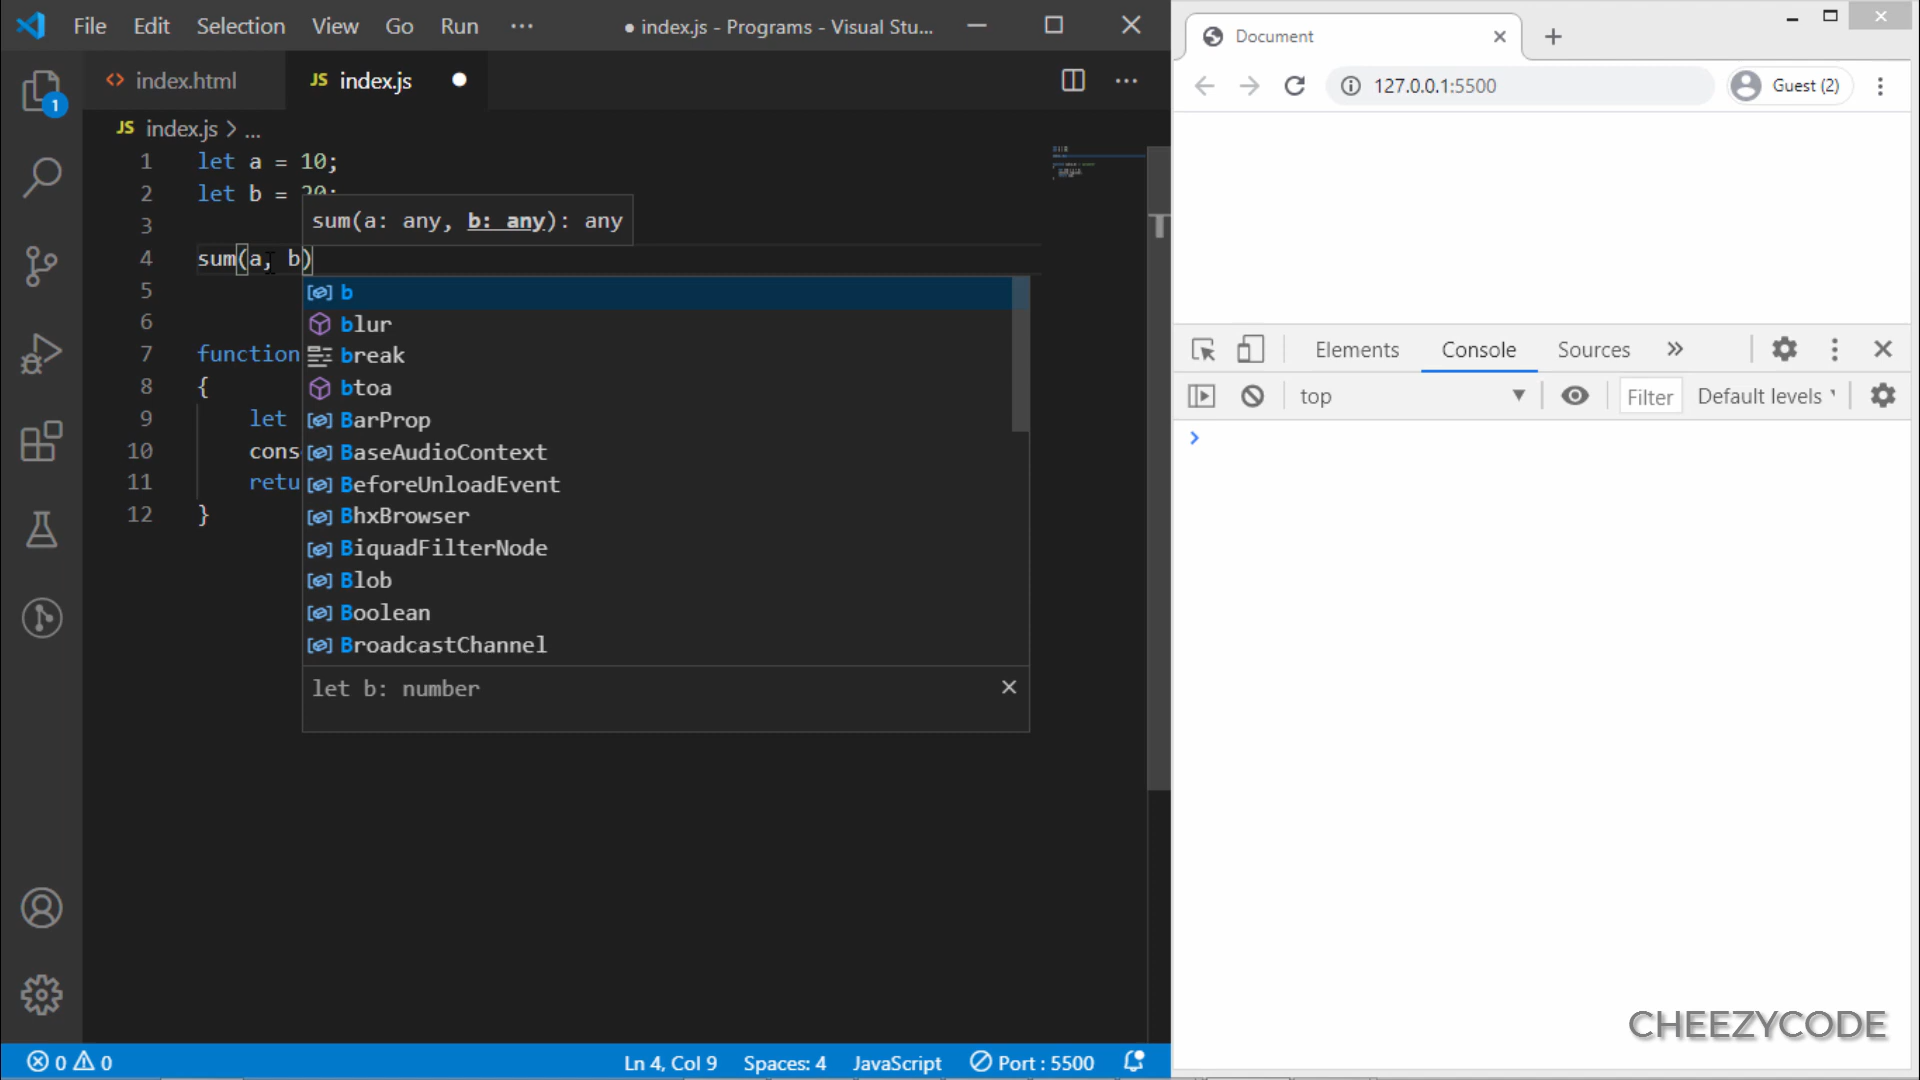 File Edit Selection View Go Run ··· ● index.js - Programs - Visual Stu...
<> index.html JS index.js ●
JS index.js > ...
1 let a = 10;
2 let b = 20;
sum(a: any, b: any): any
3
4 sum(a, b)
5
6
7 function
8 {
9 let
10 cons
11 retu
12 }
b
blur
break
btoa
BarProp
BaseAudioContext
BeforeUnloadEvent
BhxBrowser
BiquadFilterNode
Blob
Boolean
BroadcastChannel
let b: number
1
0 0 Ln 4, Col 9 Spaces: 4 JavaScript Port : 5500
Document
127.0.0.1:5500 Guest (2)
Elements Console Sources »
top Filter Default levels
CHEEZYCODE